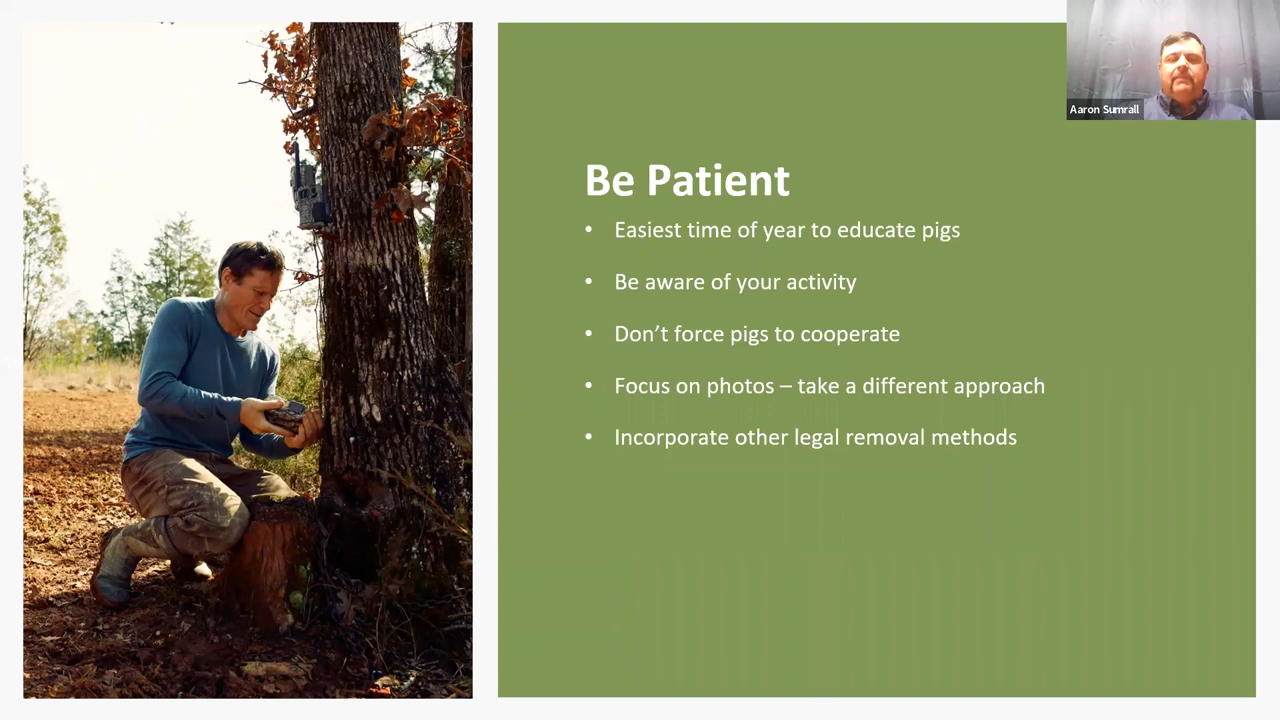 Aaron Sumrall
Be Patient
• Easiest time of year to educate pigs
• Be aware of your activity
• Don’t force pigs to cooperate
• Focus on photos – take a different approach
• Incorporate other legal removal methods